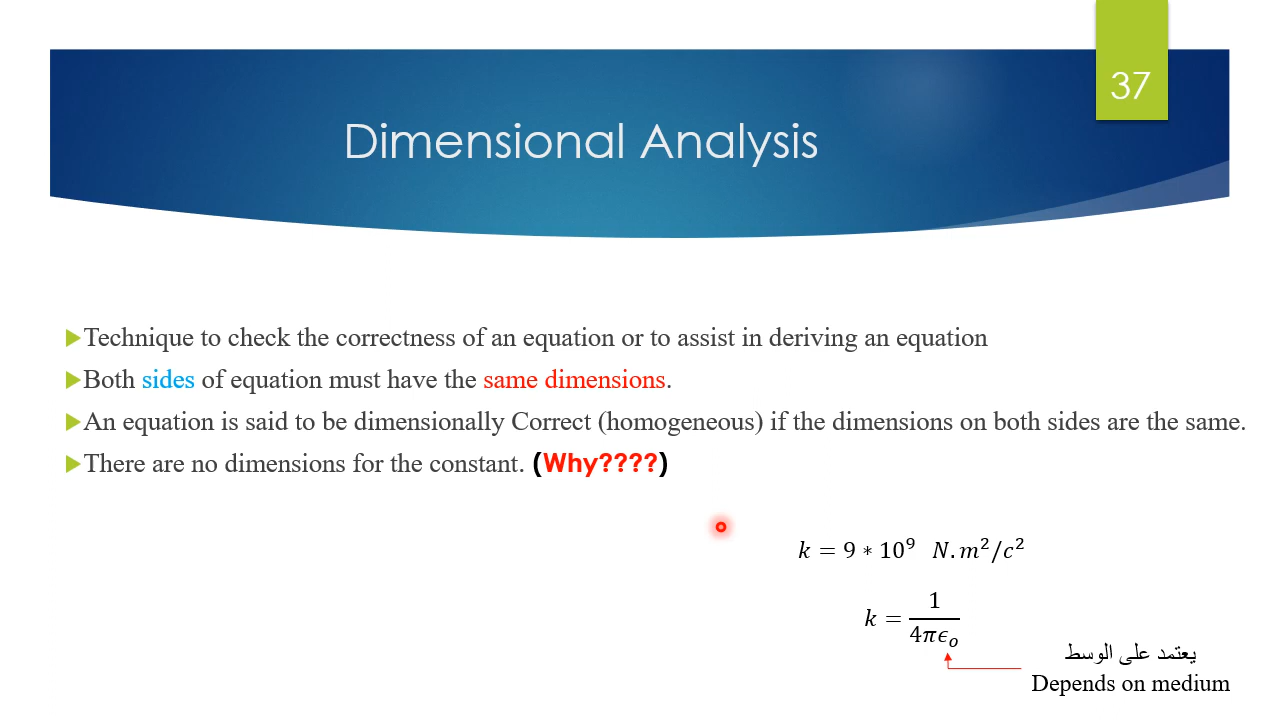 37
Dimensional Analysis
Technique to check the correctness of an equation or to assist in deriving an equation
Both sides of equation must have the same dimensions.
An equation is said to be dimensionally Correct (homogeneous) if the dimensions on both sides are the same.
There are no dimensions for the constant. (Why????)
k = 9 ∗ 10⁹ N.m²/c²
k = 1/4πϵₒ
يعتمد على الوسط
Depends on medium